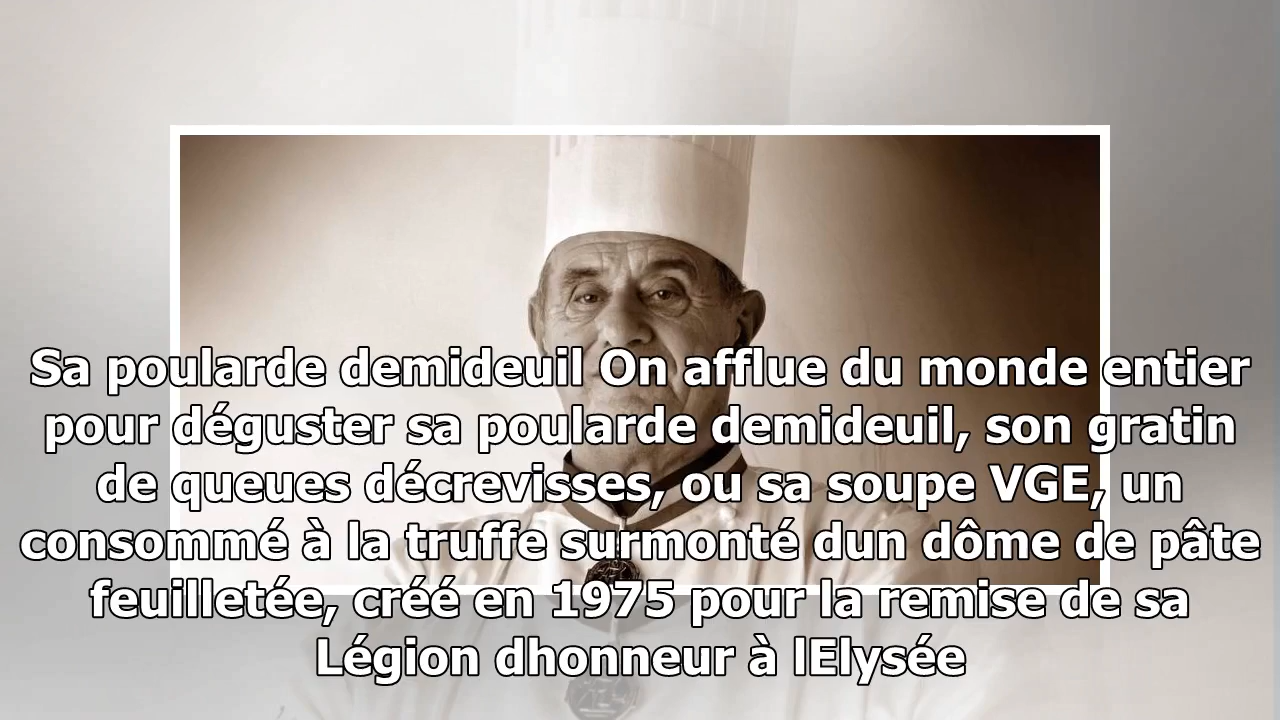 Sa poularde demideuil On afflue du monde entier
pour déguster sa poularde demideuil, son gratin
de queues décrevisses, ou sa soupe VGE, un
consommé à la truffe surmonté dun dôme de pâte
feuilletée, créé en 1975 pour la remise de sa
Légion dhonneur à lElysée